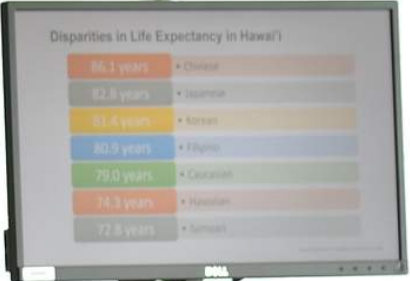 Disparities in Life Expectancy in Hawai'i
86.1 years • Chinese
82.8 years • Japanese
81.4 years • Korean
80.9 years • Filipino
79.0 years • Caucasian
74.3 years • Hawaiian
72.8 years • Samoan
DELL